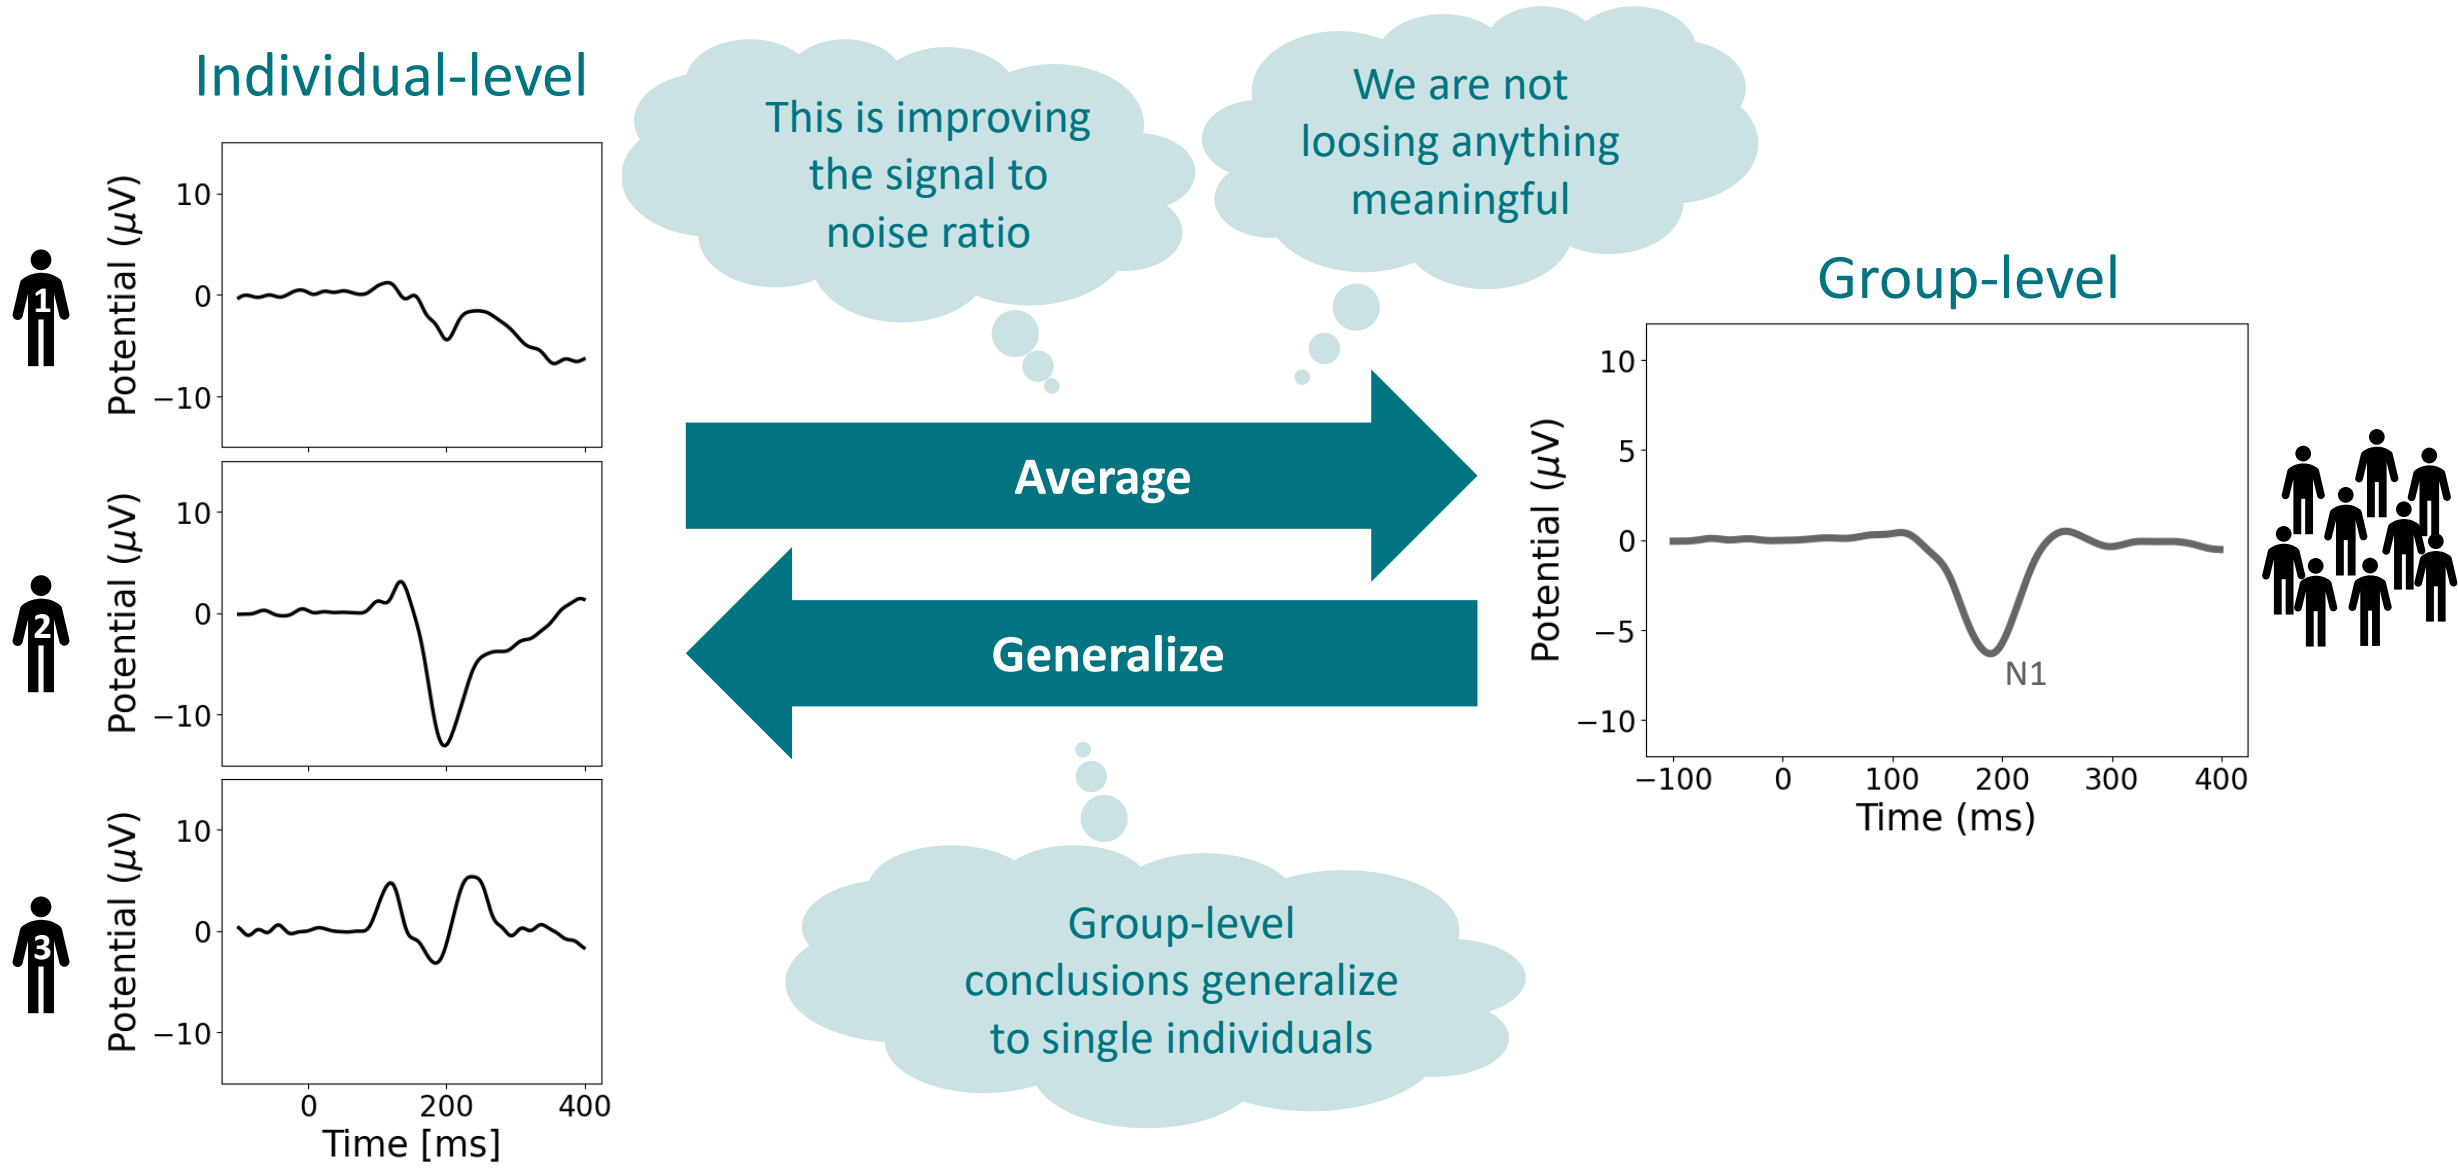 Individual-level
This is improving
the signal to
noise ratio
We are not
loosing anything
meaningful
Group-level
1
Potential (μV)
10
0
−10
2
Potential (μV)
10
0
−10
3
Potential (μV)
10
0
−10
0 200 400
Time [ms]
Average
Generalize
Group-level
conclusions generalize
to single individuals
Potential (μV)
10
5
0
−5
−10
N1
−100 0 100 200 300 400
Time (ms)